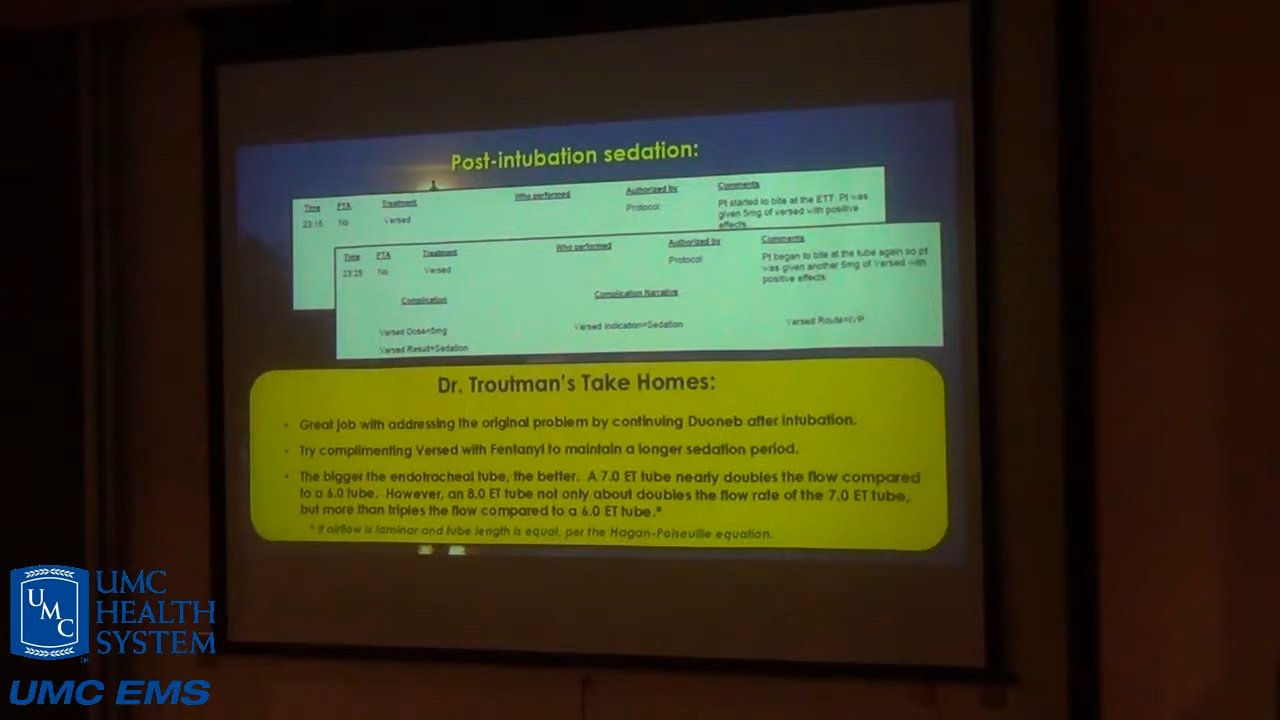 Post-intubation sedation:
Time PTA Treatment Who performed Authorized by Comments
23:16 No Versed Protocol Pt started to bite at the ETT. Pt was
given 5mg of versed with positive
effects.
Time PTA Treatment Who performed Authorized by Comments
23:25 No Versed Protocol Pt began to bite at the tube again so pt
was given another 5mg of Versed with
positive effects.
Complication Complication Narrative
Versed Dose=5mg Versed Indication=Sedation Versed Route=IVP
Versed Result=Sedation
Dr. Troutman's Take Homes:
• Great job with addressing the original problem by continuing Duoneb after intubation.
• Try complimenting Versed with Fentanyl to maintain a longer sedation period.
• The bigger the endotracheal tube, the better. A 7.0 ET tube nearly doubles the flow compared
to a 6.0 tube. However, an 8.0 ET tube not only about doubles the flow rate of the 7.0 ET tube,
but more than triples the flow compared to a 6.0 ET tube.*
* If airflow is laminar and tube length is equal, per the Hagan-Poiseville equation.
UMC
UMC
HEALTH
SYSTEM
TM
UMC EMS